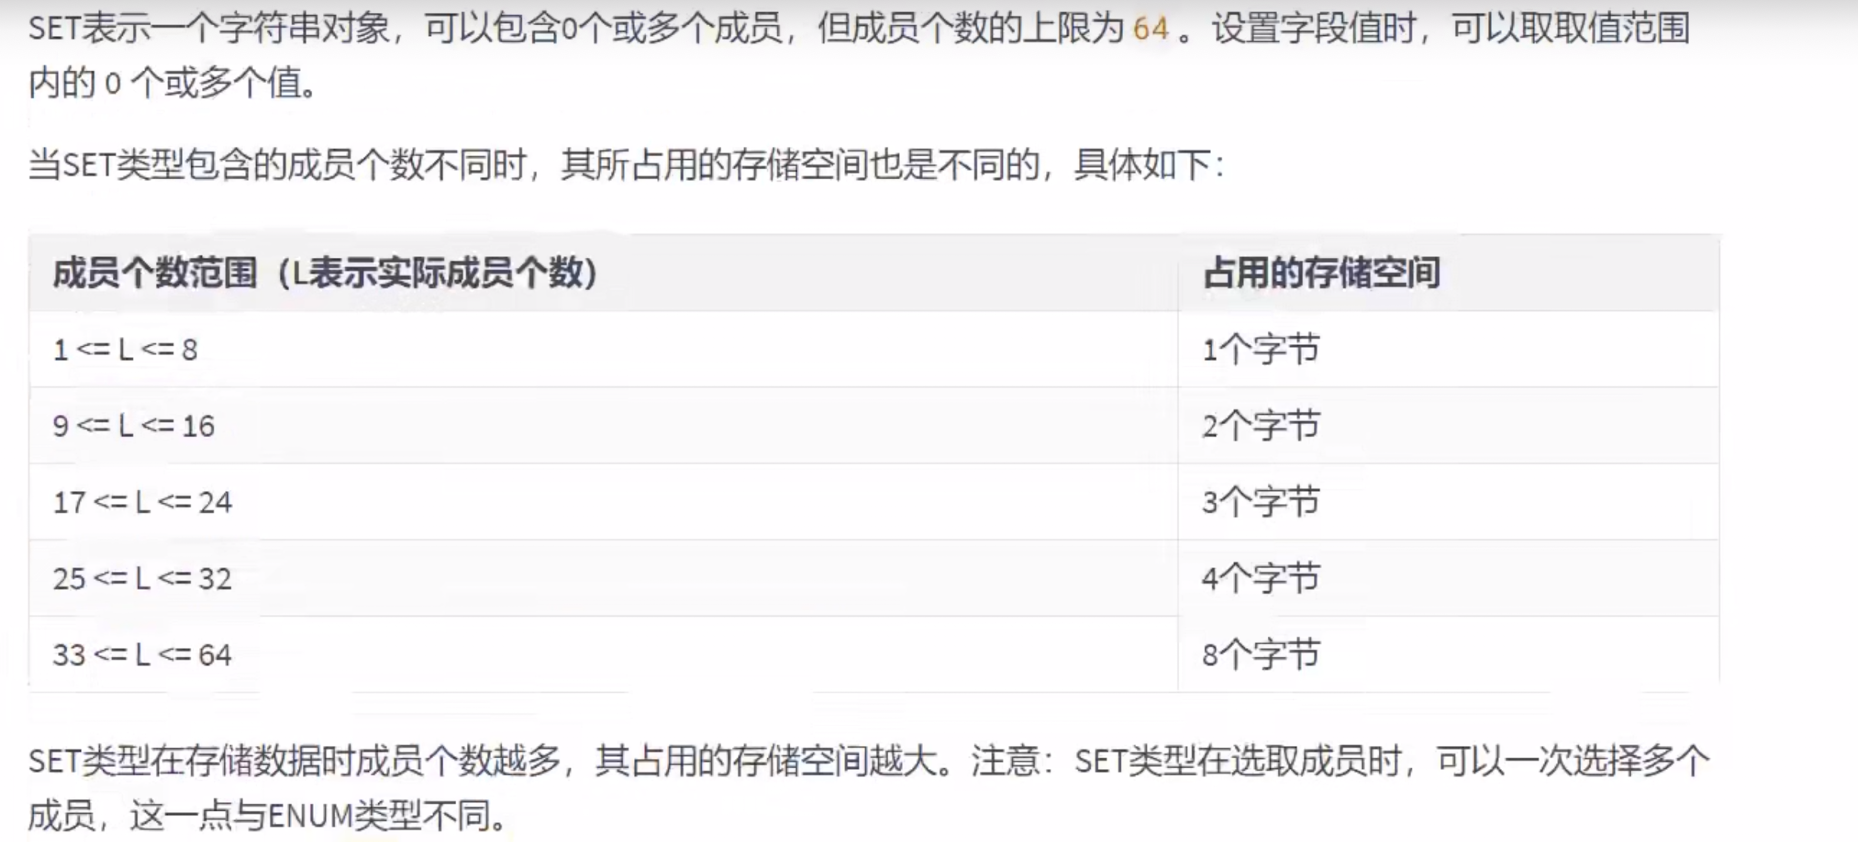 SET表示一个字符串对象，可以包含0个或多个成员，但成员个数的上限为 64 。设置字段值时，可以取取值范围
内的 0 个或多个值。
当SET类型包含的成员个数不同时，其所占用的存储空间也是不同的，具体如下：
成员个数范围（L表示实际成员个数） 占用的存储空间
1 <= L <= 8 1个字节
9 <= L <= 16 2个字节
17 <= L <= 24 3个字节
25 <= L <= 32 4个字节
33 <= L <= 64 8个字节
SET类型在存储数据时成员个数越多，其占用的存储空间越大。注意：SET类型在选取成员时，可以一次选择多个
成员，这一点与ENUM类型不同。